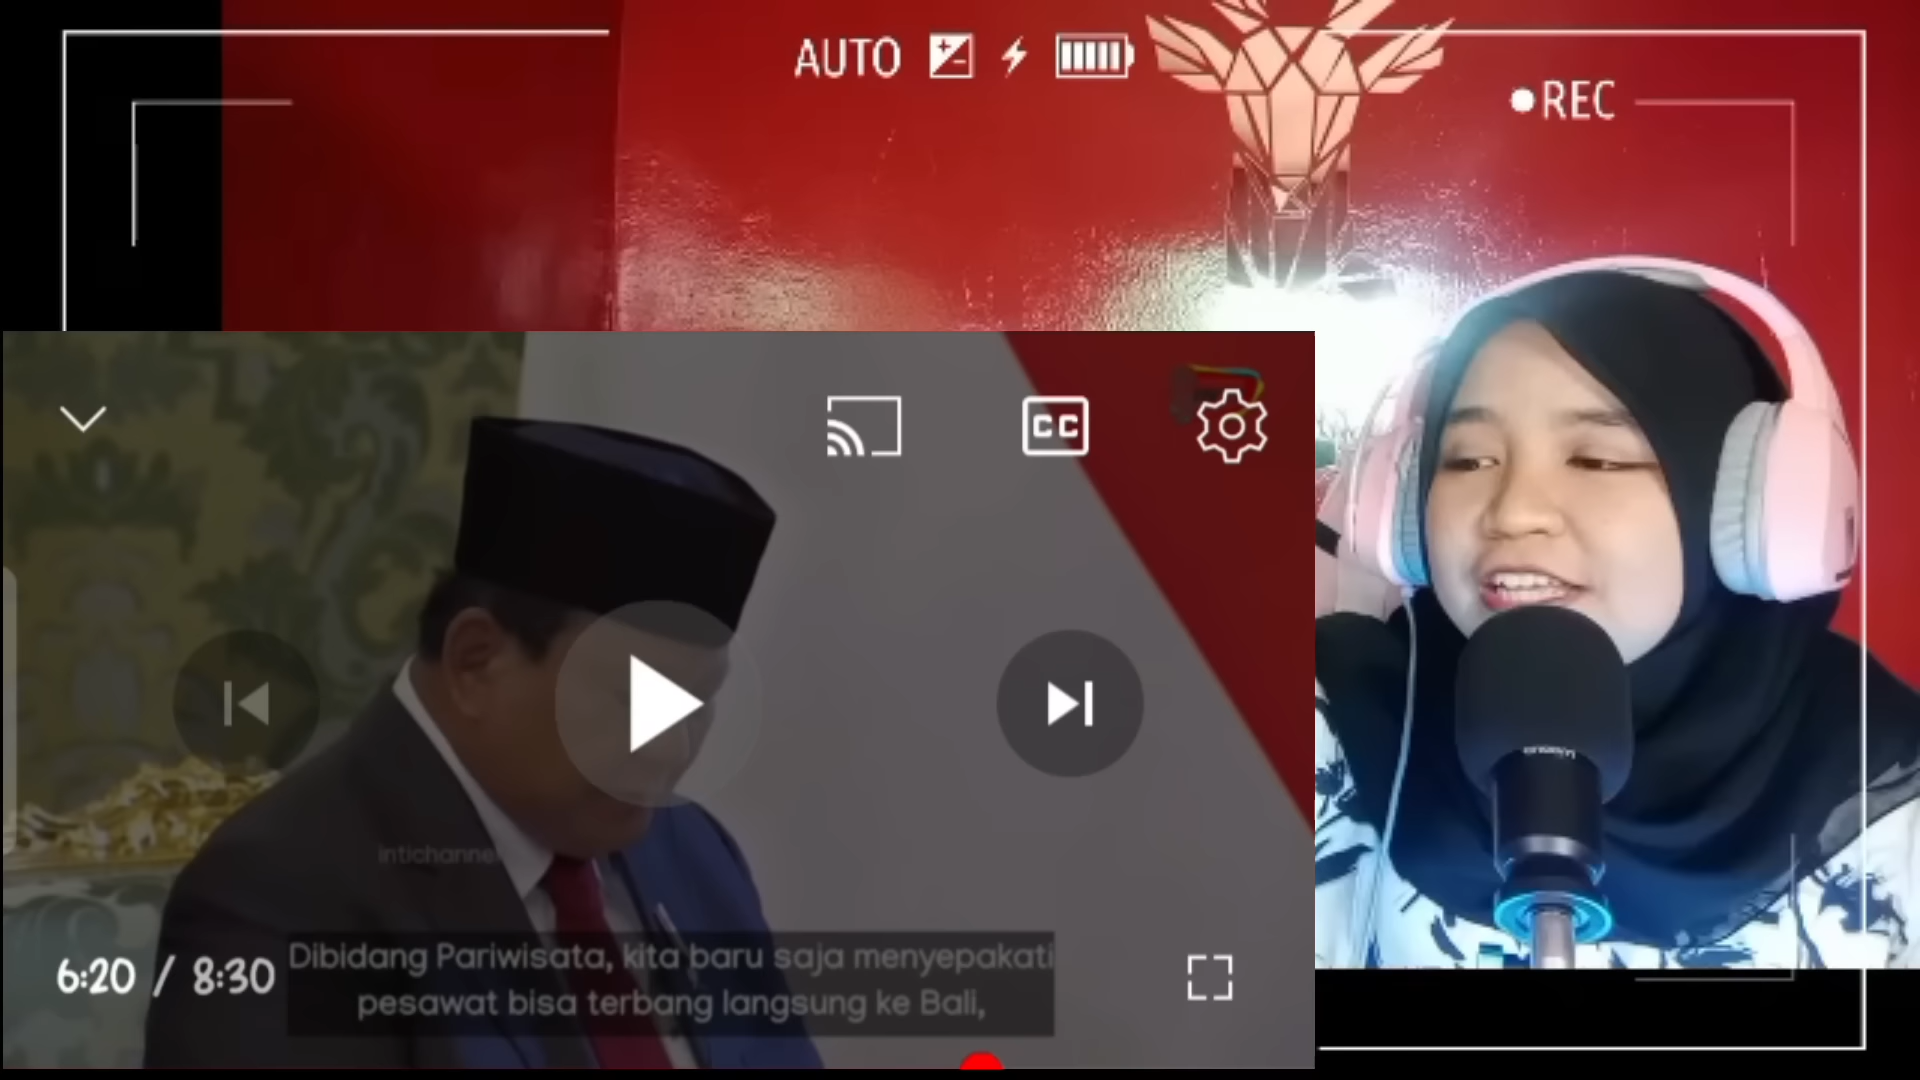 AUTO
REC
CC
intichannel
6:20 / 8:30
Dibidang Pariwisata, kita baru saja menyepakati
pesawat bisa terbang langsung ke Bali,